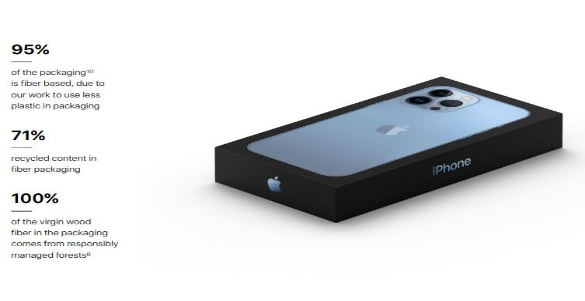 95%
of the packaging¹⁰
is fiber based, due to
our work to use less
plastic in packaging
71%
recycled content in
fiber packaging
100%
of the virgin wood
fiber in the packaging
comes from responsibly
managed forests⁸
iPhone